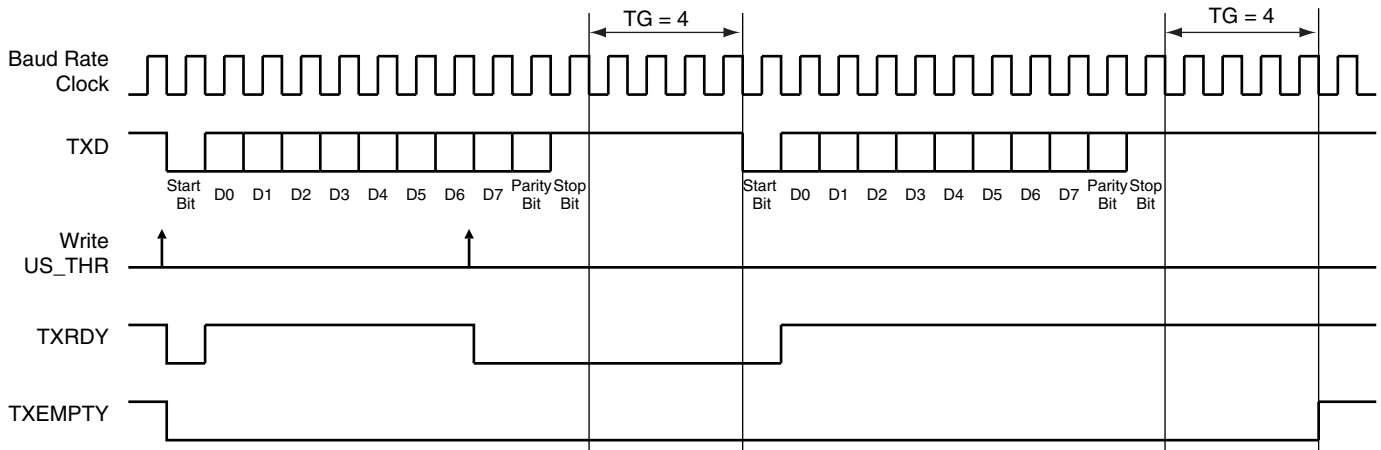 TG = 4
TG = 4
Baud Rate
Clock
TXD
Start
Bit
D0
D1
D2
D3
D4
D5
D6
D7
Parity
Bit
Stop
Bit
Start
Bit
D0
D1
D2
D3
D4
D5
D6
D7
Parity
Bit
Stop
Bit
Write
US_THR
TXRDY
TXEMPTY